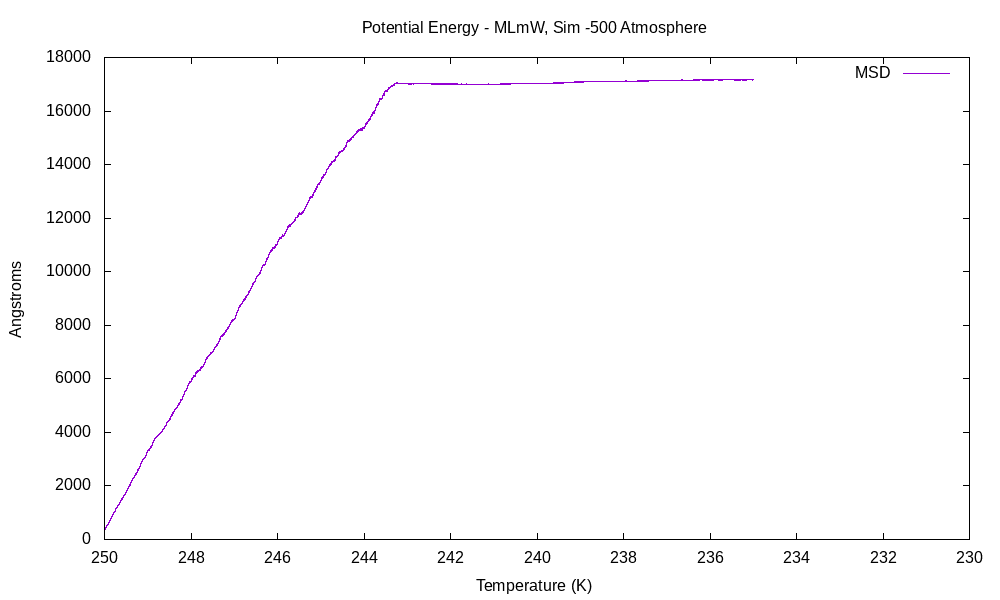 Potential Energy - MLmW, Sim -500 Atmosphere
MSD
18000
16000
14000
12000
10000
8000
6000
4000
2000
0
Angstroms
250 248 246 244 242 240 238 236 234 232 230
Temperature (K)